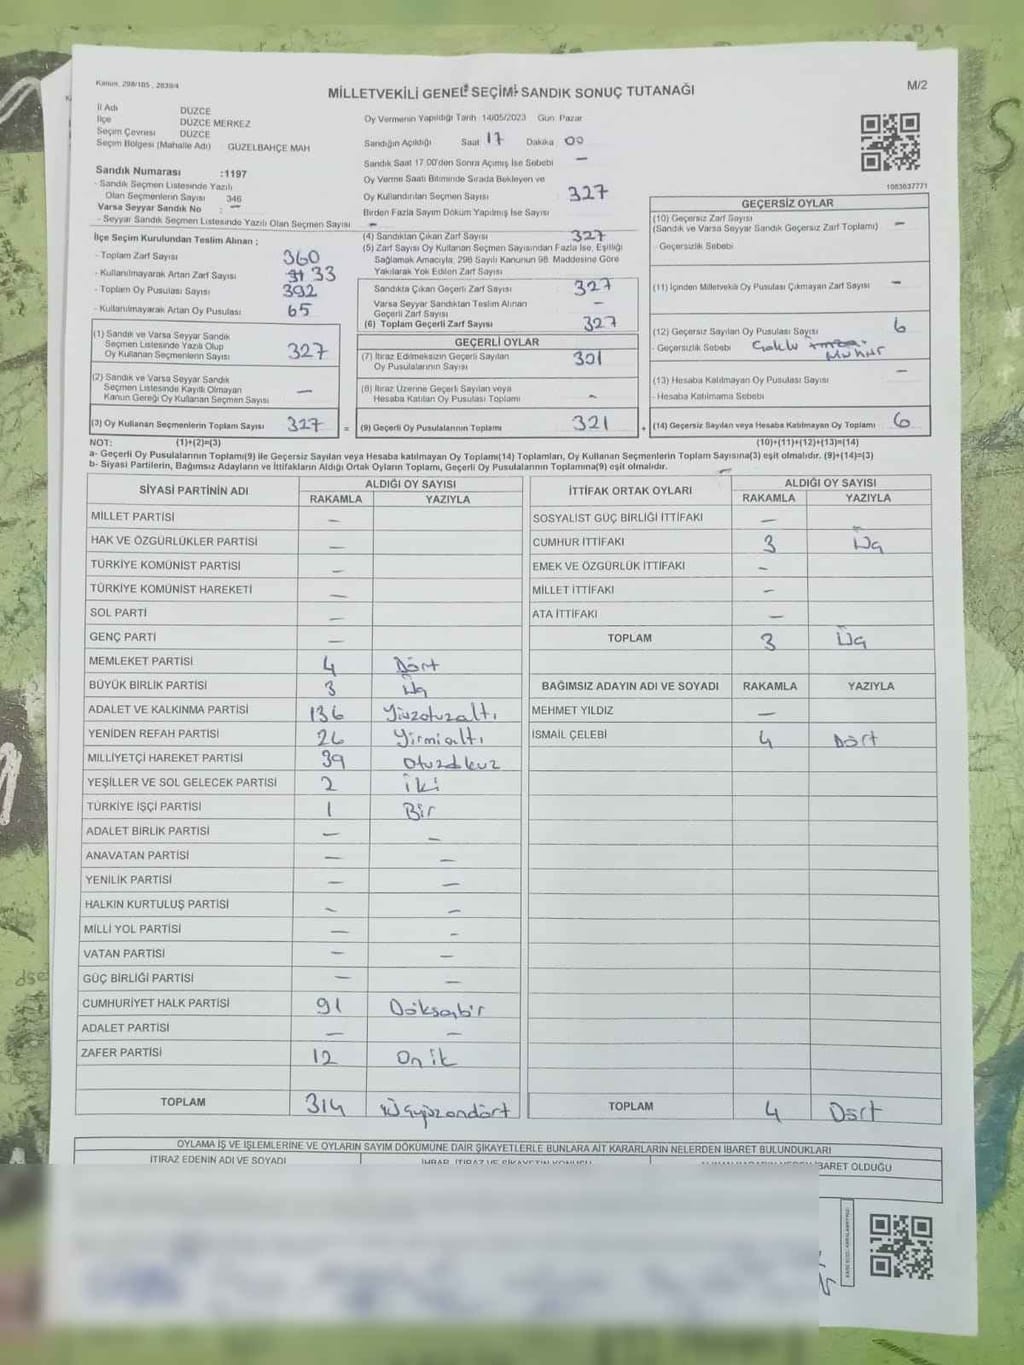 Kanun, 298/105 , 2839/4
M/2
MİLLETVEKİLİ GENEL SEÇİMİ SANDIK SONUÇ TUTANAĞI
İl Adı DÜZCE
İlçe DÜZCE MERKEZ
Seçim Çevresi DÜZCE
Seçim Bölgesi (Mahalle Adı) GÜZELBAHÇE MAH
Sandık Numarası :1197
- Sandık Seçmen Listesinde Yazılı
Olan Seçmenlerin Sayısı 346
Varsa Seyyar Sandık No : —
- Seyyar Sandık Seçmen Listesinde Yazılı Olan Seçmen Sayısı
Oy Vermenin Yapıldığı Tarih 14/05/2023 Gün: Pazar
Sandığın Açıldığı Saat 17 Dakika 00
Sandık Saat 17 00'den Sonra Açılmış İse Sebebi —
Oy Verme Saati Bitiminde Sırada Bekleyen ve
Oy Kullandırılan Seçmen Sayısı 327
Birden Fazla Sayım Döküm Yapılmış İse Sayısı —
1083037771
İlçe Seçim Kurulundan Teslim Alınan ;
- Toplam Zarf Sayısı 360
- Kullanılmayarak Artan Zarf Sayısı 33
- Toplam Oy Pusulası Sayısı 392
- Kullanılmayarak Artan Oy Pusulası 65
(4) Sandıktan Çıkan Zarf Sayısı 327
(5) Zarf Sayısı Oy Kullanan Seçmen Sayısından Fazla İse, Eşitliği
Sağlamak Amacıyla, 298 Sayılı Kanunun 98. Maddesine Göre
Yakılarak Yok Edilen Zarf Sayısı
Sandıkta Çıkan Geçerli Zarf Sayısı 327
Varsa Seyyar Sandıktan Teslim Alınan
Geçerli Zarf Sayısı —
(6) Toplam Geçerli Zarf Sayısı 327
GEÇERSİZ OYLAR
(10) Geçersiz Zarf Sayısı
(Sandık ve Varsa Seyyar Sandık Geçersiz Zarf Toplamı) —
-Geçersizlik Sebebi
(11) İçinden Milletvekili Oy Pusulası Çıkmayan Zarf Sayısı —
(12) Geçersiz Sayılan Oy Pusulası Sayısı 6
- Geçersizlik Sebebi Çoklu Mühür
(13) Hesaba Katılmayan Oy Pusulası Sayısı —
- Hesaba Katılmama Sebebi
(14) Geçersiz Sayılan veya Hesaba Katılmayan Oy Toplamı 6
(1) Sandık ve Varsa Seyyar Sandık
Seçmen Listesinde Yazılı Olup
Oy Kullanan Seçmenlerin Sayısı 327
(2) Sandık ve Varsa Seyyar Sandık
Seçmen Listesinde Kayıtlı Olmayan
Kanun Gereği Oy Kullanan Seçmen Sayısı —
(3) Oy Kullanan Seçmenlerin Toplam Sayısı 327 =
GEÇERLİ OYLAR
(7) İtiraz Edilmeksizin Geçerli Sayılan
Oy Pusulalarının Sayısı 301
(8) İtiraz Üzerine Geçerli Sayılan veya
Hesaba Katılan Oy Pusulası Toplamı -
(9) Geçerli Oy Pusulalarının Toplamı 321 +
NOT: (1)+(2)=(3) (10)+(11)+(12)+(13)=(14)
a- Geçerli Oy Pusulalarının Toplamı(9) ile Geçersiz Sayılan veya Hesaba katılmayan Oy Toplamı(14) Toplamları, Oy Kullanan Seçmenlerin Toplam Sayısına(3) eşit olmalıdır. (9)+(14)=(3)
b- Siyasi Partilerin, Bağımsız Adayların ve İttifakların Aldığı Ortak Oyların Toplamı, Geçerli Oy Pusulalarının Toplamına(9) eşit olmalıdır.
SİYASİ PARTİNİN ADI ALDIĞI OY SAYISI
RAKAMLA YAZIYLA
MİLLET PARTİSİ —
HAK VE ÖZGÜRLÜKLER PARTİSİ —
TÜRKİYE KOMÜNİST PARTİSİ —
TÜRKİYE KOMÜNİST HAREKETİ —
SOL PARTİ —
GENÇ PARTİ —
MEMLEKET PARTİSİ 4 Dört
BÜYÜK BİRLİK PARTİSİ 3 Üç
ADALET VE KALKINMA PARTİSİ 136 Yüzotuzaltı
YENİDEN REFAH PARTİSİ 26 Yirmialtı
MİLLİYETÇİ HAREKET PARTİSİ 39 Otuzdkuz
YEŞİLLER VE SOL GELECEK PARTİSİ 2 İki
TÜRKİYE İŞÇİ PARTİSİ 1 Bir
ADALET BİRLİK PARTİSİ — —
ANAVATAN PARTİSİ — —
YENİLİK PARTİSİ — —
HALKIN KURTULUŞ PARTİSİ — —
MİLLİ YOL PARTİSİ — —
VATAN PARTİSİ — —
GÜÇ BİRLİĞİ PARTİSİ — —
CUMHURİYET HALK PARTİSİ 91 Doksanbir
ADALET PARTİSİ — —
ZAFER PARTİSİ 12 On ik
TOPLAM 314 Üçyüzondört
İTTİFAK ORTAK OYLARI ALDIĞI OY SAYISI
RAKAMLA YAZIYLA
SOSYALİST GÜÇ BİRLİĞİ İTTİFAKI —
CUMHUR İTTİFAKI 3 Üç
EMEK VE ÖZGÜRLÜK İTTİFAKI —
MİLLET İTTİFAKI —
ATA İTTİFAKI —
TOPLAM 3 Üç
BAĞIMSIZ ADAYIN ADI VE SOYADI RAKAMLA YAZIYLA
MEHMET YILDIZ —
İSMAİL ÇELEBİ 4 Dört
TOPLAM 4 Dört
OYLAMA İŞ VE İŞLEMLERİNE VE OYLARIN SAYIM DÖKÜMÜNE DAİR ŞİKAYETLERLE BUNLARA AİT KARARLARIN NELERDEN İBARET BULUNDUKLARI
İTİRAZ EDENİN ADI VE SOYADI